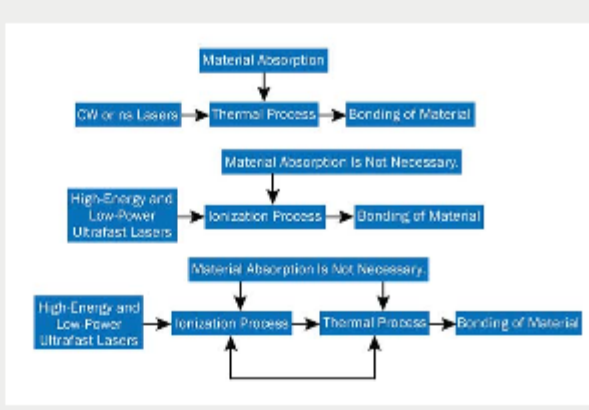 Material Absorption
CW or ns Lasers
Thermal Process
Bonding of Material
Material Absorption Is Not Necessary.
High-Energy and
Low-Power
Ultrafast Lasers
Ionization Process
Bonding of Material
Material Absorption Is Not Necessary.
High-Energy and
Low-Power
Ultrafast Lasers
Ionization Process
Thermal Process
Bonding of Material